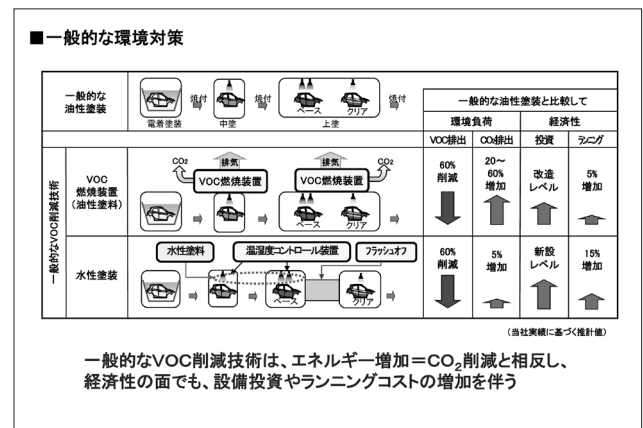 ■一般的な環境対策
一般的な
油性塗装
焼付
焼付
焼付
ベース
クリア
電着塗装
中塗
上塗
一般的な油性塗装と比較して
環境負荷
経済性
VOC排出
CO₂排出
投資
ランニング
一般的なVOC削減技術
VOC
燃焼装置
(油性塗料)
CO₂
排気
排気
CO₂
VOC燃焼装置
VOC燃焼装置
ベース
クリア
60%
削減
20~
60%
増加
改造
レベル
5%
増加
水性塗装
水性塗料
温湿度コントロール装置
フラッシュオフ
ベース
クリア
60%
削減
5%
増加
新設
レベル
15%
増加
(当社実績に基づく推計値)
一般的なVOC削減技術は、エネルギー増加=CO₂削減と相反し、
経済性の面でも、設備投資やランニングコストの増加を伴う